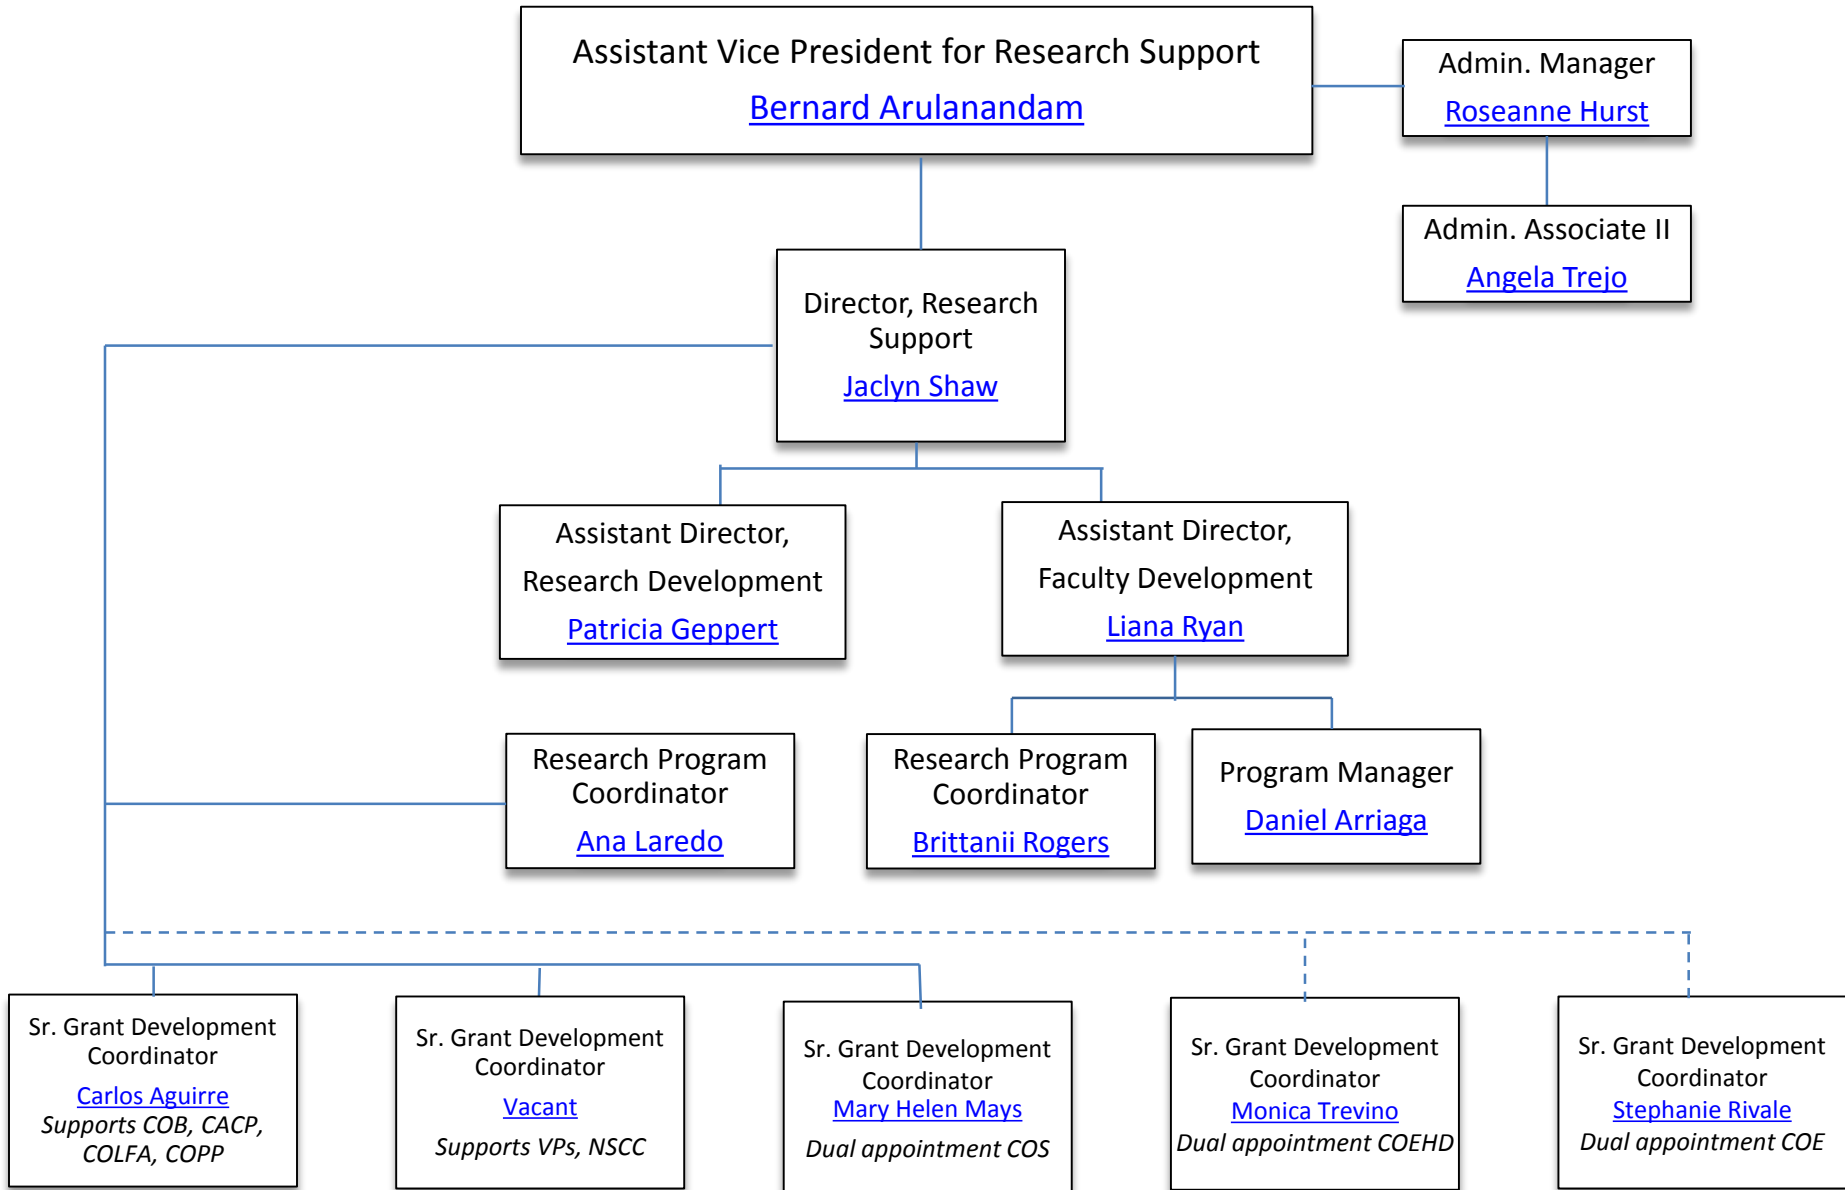 Assistant Vice President for Research Support
Bernard Arulanandam
Admin. Manager
Roseanne Hurst
Admin. Associate II
Angela Trejo
Director, Research
Support
Jaclyn Shaw
Assistant Director,
Research Development
Patricia Geppert
Assistant Director,
Faculty Development
Liana Ryan
Research Program
Coordinator
Ana Laredo
Research Program
Coordinator
Brittanii Rogers
Program Manager
Daniel Arriaga
Sr. Grant Development
Coordinator
Carlos Aguirre
Supports COB, CACP,
COLFA, COPP
Sr. Grant Development
Coordinator
Vacant
Supports VPs, NSCC
Sr. Grant Development
Coordinator
Mary Helen Mays
Dual appointment COS
Sr. Grant Development
Coordinator
Monica Trevino
Dual appointment COEHD
Sr. Grant Development
Coordinator
Stephanie Rivale
Dual appointment COE